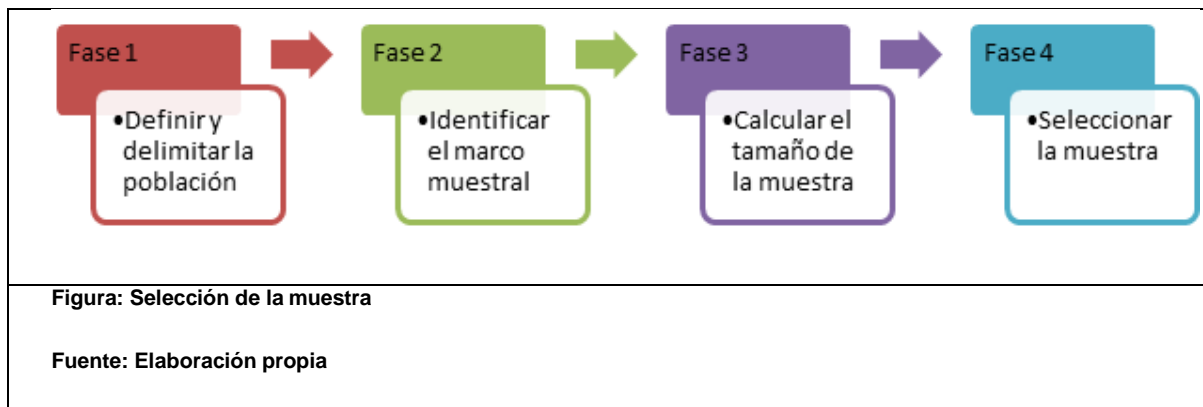 Fase 1
•Definir y
delimitar la
población
Fase 2
•Identificar
el marco
muestral
Fase 3
•Calcular el
tamaño de
la muestra
Fase 4
•Seleccionar
la muestra
Figura: Selección de la muestra
Fuente: Elaboración propia